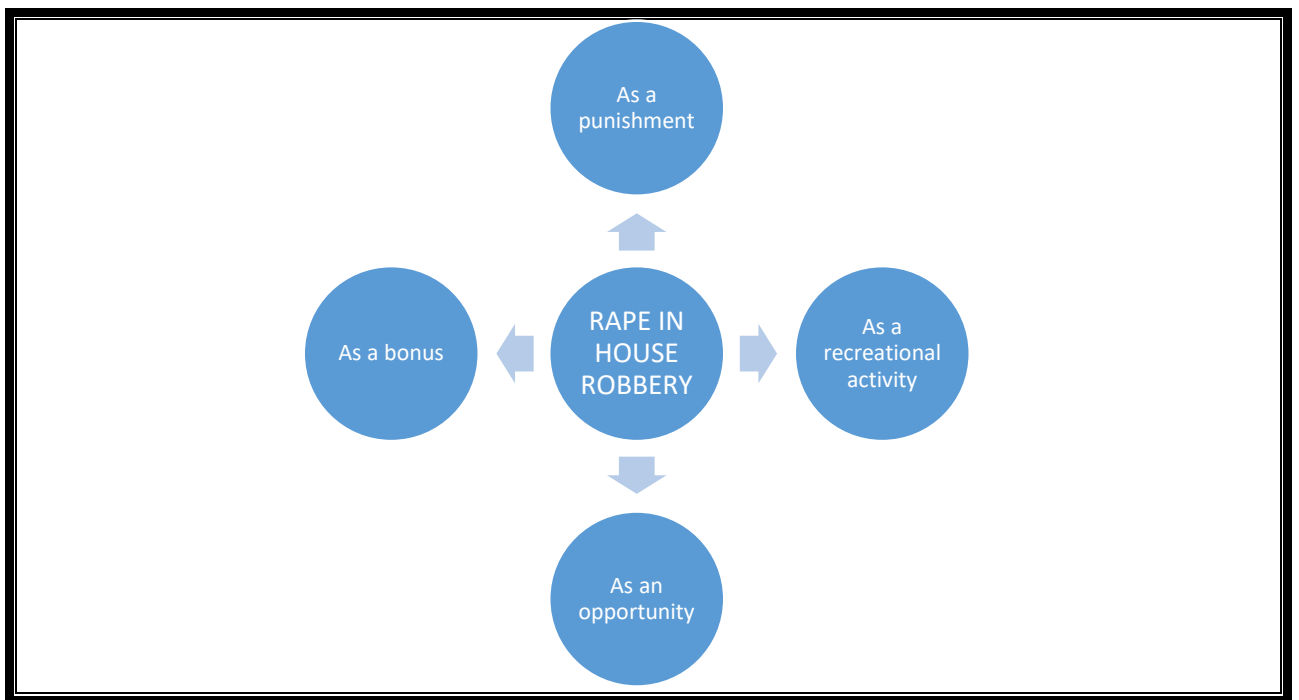 As a
punishment
As a bonus
RAPE IN
HOUSE
ROBBERY
As a
recreational
activity
As an
opportunity